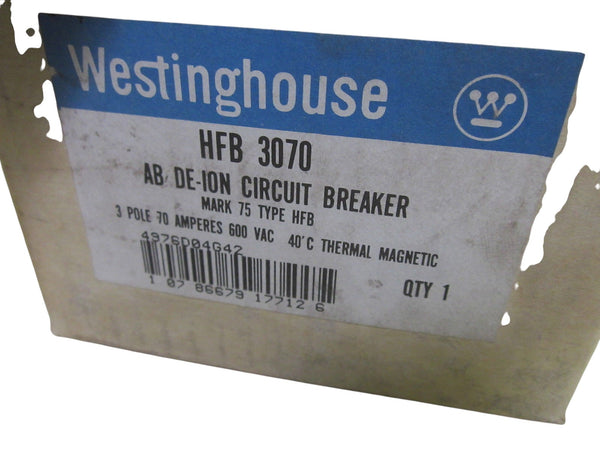 Westinghouse
W
HFB 3070
AB DE-ION CIRCUIT BREAKER
MARK 75 TYPE HFB
3 POLE 70 AMPERES 600 VAC 40°C THERMAL MAGNETIC
4976D04G42
1 07 86679 17712 6
QTY 1